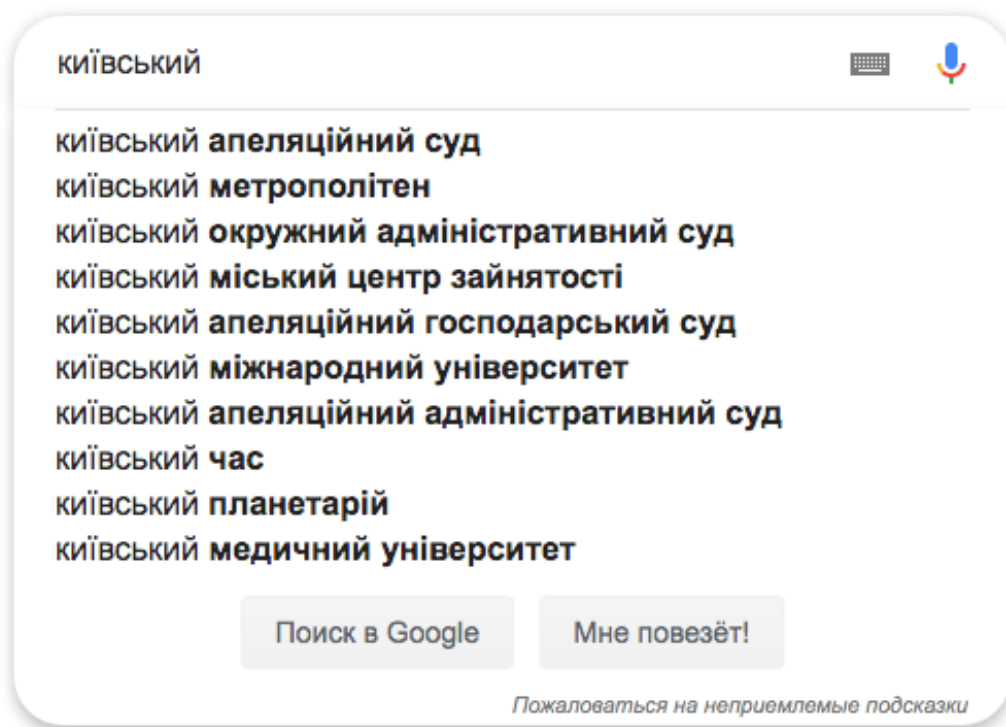 київський
київський апеляційний суд
київський метрополітен
київський окружний адміністративний суд
київський міський центр зайнятості
київський апеляційний господарський суд
київський міжнародний університет
київський апеляційний адміністративний суд
київський час
київський планетарій
київський медичний університет
Поиск в Google Мне повезёт!
Пожаловаться на неприемлемые подсказки